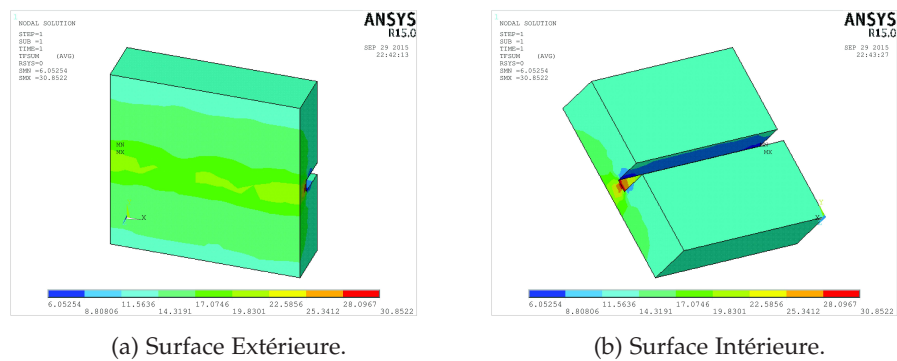 1
NODAL SOLUTION
STEP=1
SUB =1
TIME=1
TFSUM (AVG)
RSYS=0
SMN =6.05254
SMX =30.8522
ANSYS
R15.0
SEP 29 2015
22:42:13
MN
MX
X
6.05254 11.5636 17.0746 22.5856 28.0967
8.80806 14.3191 19.8301 25.3412 30.8522
(a) Surface Extérieure.
1
NODAL SOLUTION
STEP=1
SUB =1
TIME=1
TFSUM (AVG)
RSYS=0
SMN =6.05254
SMX =30.8522
ANSYS
R15.0
SEP 29 2015
22:43:27
MX
X
6.05254 11.5636 17.0746 22.5856 28.0967
8.80806 14.3191 19.8301 25.3412 30.8522
(b) Surface Intérieure.